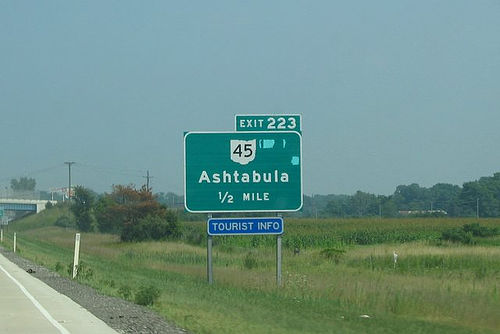 EXIT 223
45
Ashtabula
1/2 MILE
TOURIST INFO